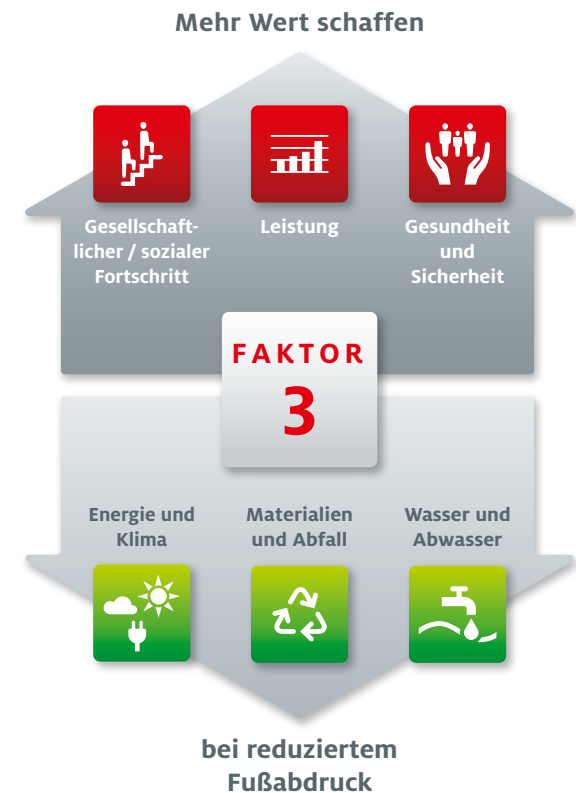 Mehr Wert schaffen
Gesellschaft-
licher / sozialer
Fortschritt
Leistung
Gesundheit
und
Sicherheit
FAKTOR
3
Energie und
Klima
Materialien
und Abfall
Wasser und
Abwasser
bei reduziertem
Fußabdruck